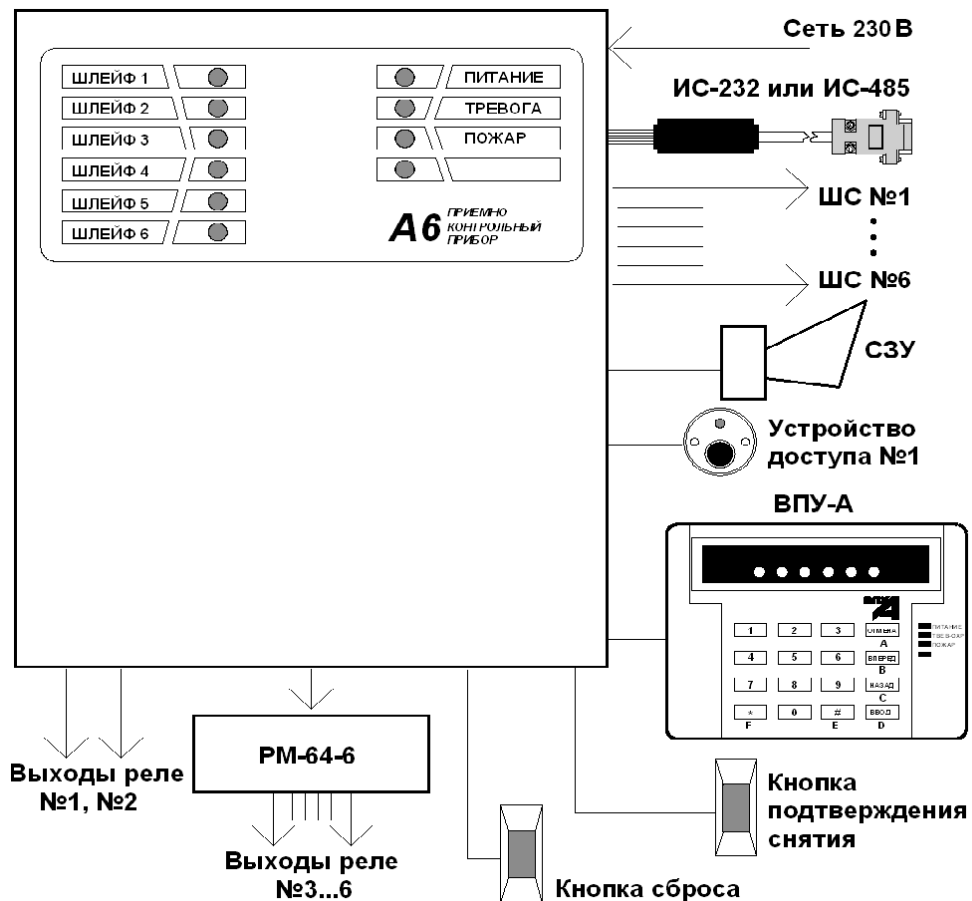 Сеть 230 В
ШЛЕЙФ 1
ПИТАНИЕ
ИС-232 или ИС-485
ШЛЕЙФ 2
ТРЕВОГА
ШЛЕЙФ 3
ПОЖАР
ШЛЕЙФ 4
ШС №1
ШЛЕЙФ 5
А6 ПРИЕМНО
КОНТРОЛЬНЫЙ
ПРИБОР
ШЛЕЙФ 6
ШС №6
СЗУ
Устройство
доступа №1
ВПУ-А
1 2 3 ОТМЕНА
A
ПИТАНИЕ
ПОЖАР
4 5 6 ВПЕРЕД
B
7 8 9 НАЗАД
C
* 0 # ВВОД
F E D
РМ-64-6
Выходы реле
№1, №2
Кнопка
подтверждения
снятия
Выходы реле
№3...6
Кнопка сброса